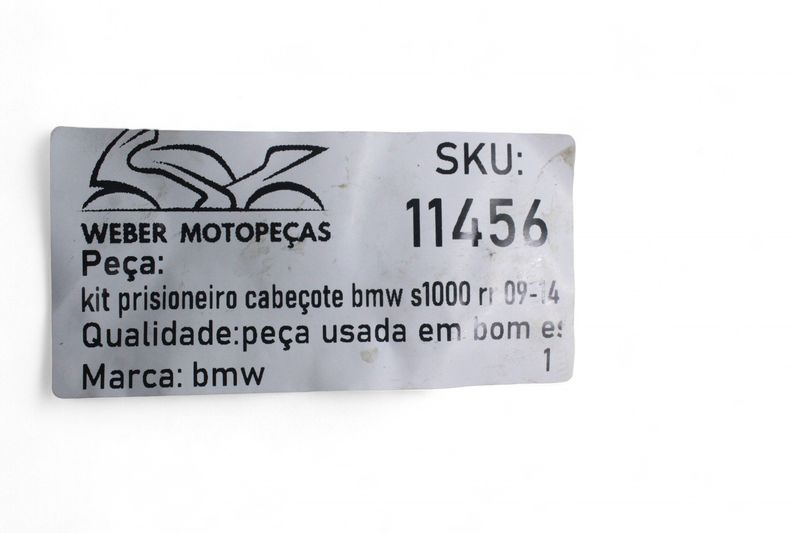 SKU:
11456
WEBER MOTOPEÇAS
Peça:
kit prisioneiro cabeçote bmw s1000 rr 09-14
Qualidade:peça usada em bom es
1
Marca: bmw